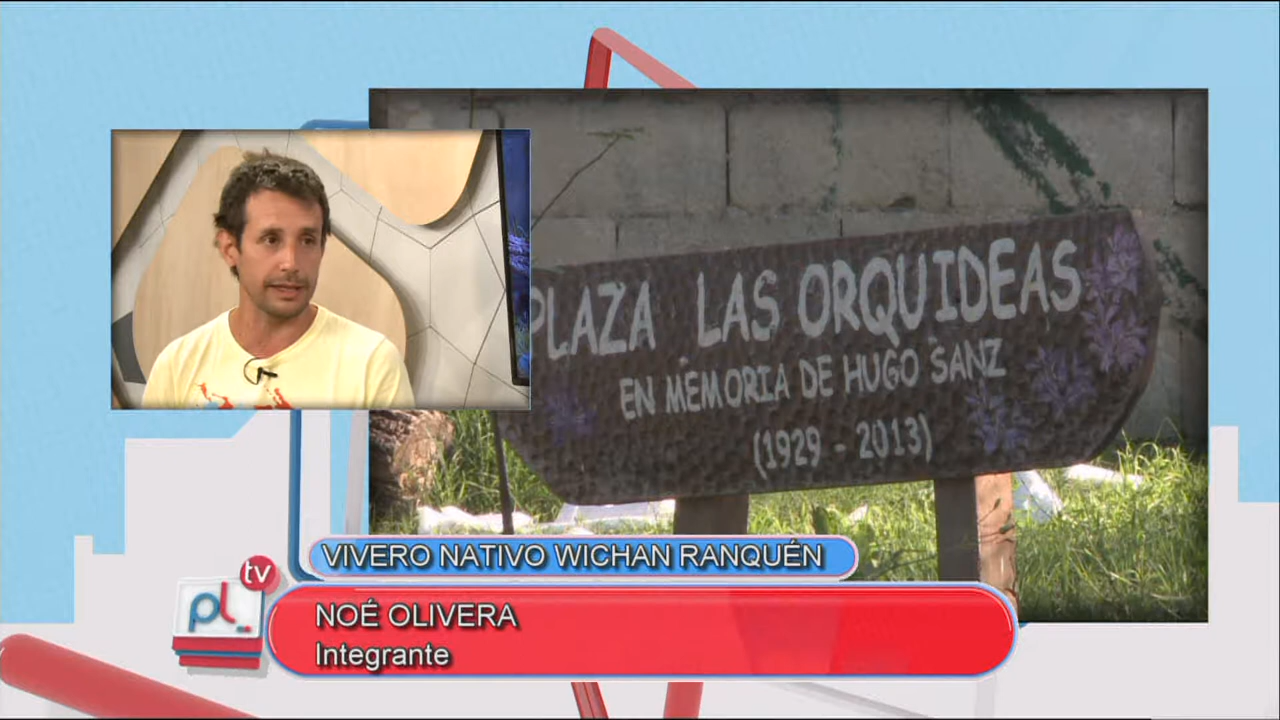 PLAZA LAS ORQUIDEAS
EN MEMORIA DE HUGO SANZ
(1929 - 2013)
VIVERO NATIVO WICHAN RANQUÉN
tv
pl
NOÉ OLIVERA
Integrante